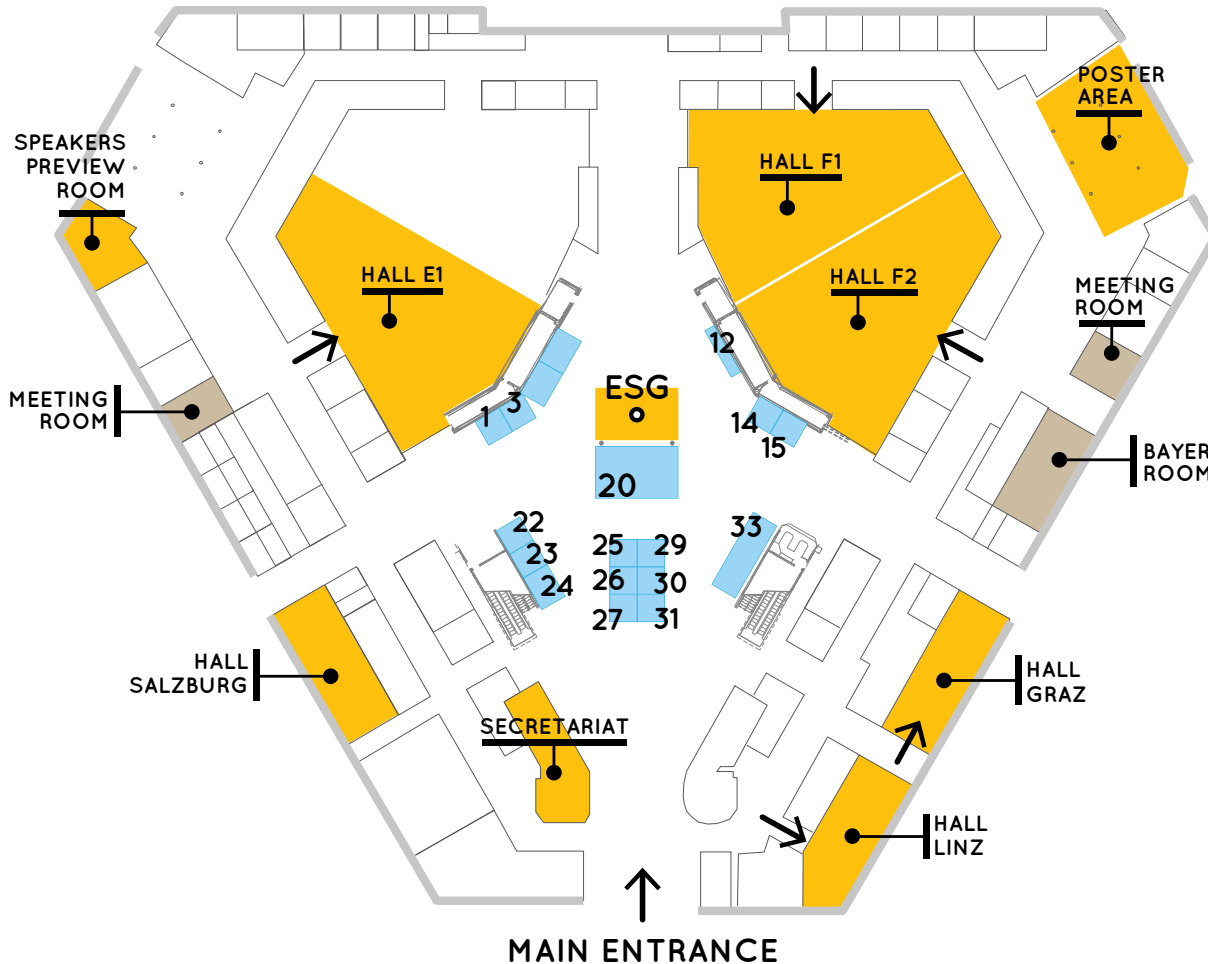 POSTER
AREA
SPEAKERS
PREVIEW
ROOM
HALL F1
HALL E1
HALL F2
MEETING
ROOM
12
ESG
MEETING
ROOM
1
3
14
15
BAYER
ROOM
20
22
23
24
25
29
26
30
27
31
33
HALL
SALZBURG
HALL
GRAZ
SECRETARIAT
HALL
LINZ
MAIN ENTRANCE